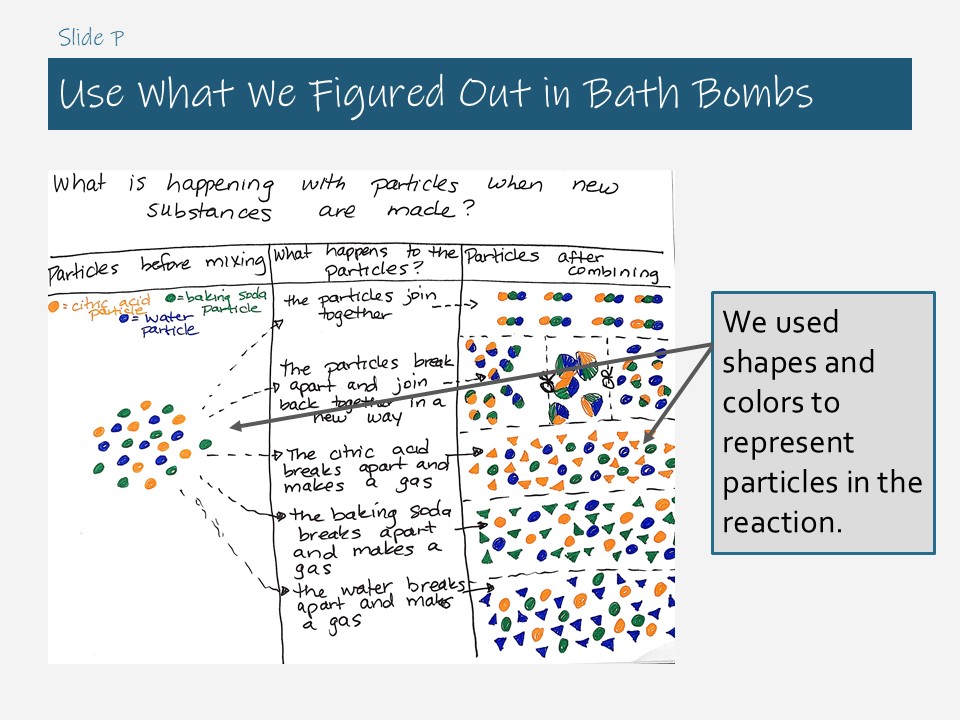 Slide P
Use What We Figured Out in Bath Bombs
What is happening with particles when new
substances are made?
Particles before mixing
What happens to the
particles?
Particles after
combining
= citric acid
particle
= baking soda
particle
= water
particle
the particles join
together
the particles break
apart and join
back together in a
new way
OR
OR
The citric acid
breaks apart and
makes a gas
the baking soda
breaks apart
and makes a
gas
the water breaks
apart and makes
a gas
We used
shapes and
colors to
represent
particles in the
reaction.